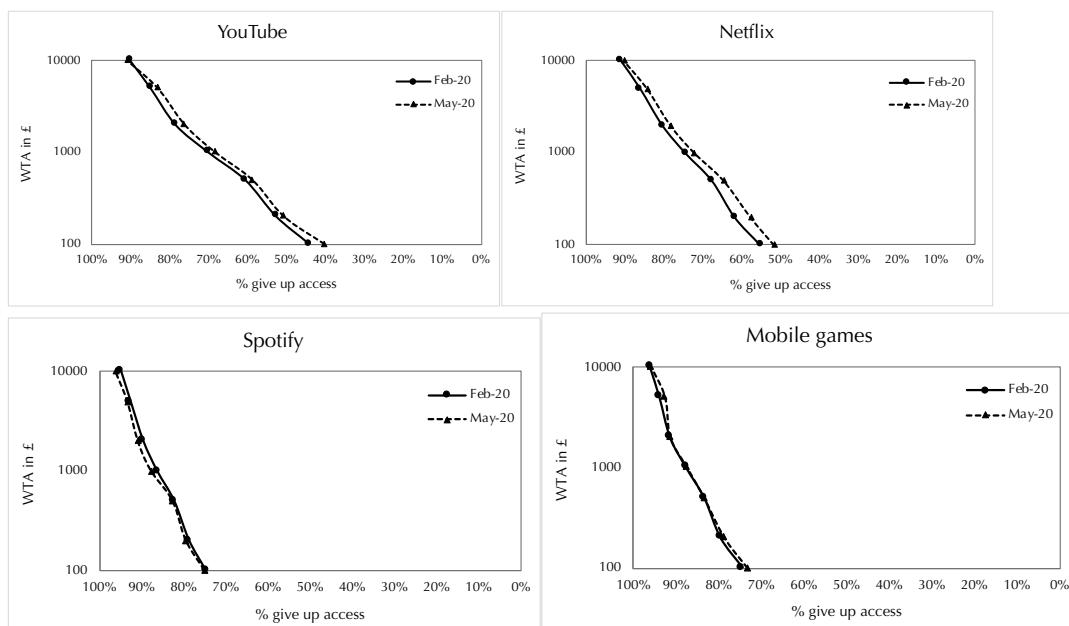 YouTube
10000
1000
100
WTA in £
Feb-20
May-20
100% 90% 80% 70% 60% 50% 40% 30% 20% 10% 0%
% give up access
Netflix
10000
1000
100
WTA in £
Feb-20
May-20
100% 90% 80% 70% 60% 50% 40% 30% 20% 10% 0%
% give up access
Spotify
10000
1000
100
WTA in £
Feb-20
May-20
100% 90% 80% 70% 60% 50% 40% 30% 20% 10% 0%
% give up access
Mobile games
10000
1000
100
WTA in £
Feb-20
May-20
100% 90% 80% 70% 60% 50% 40% 30% 20% 10% 0%
% give up access